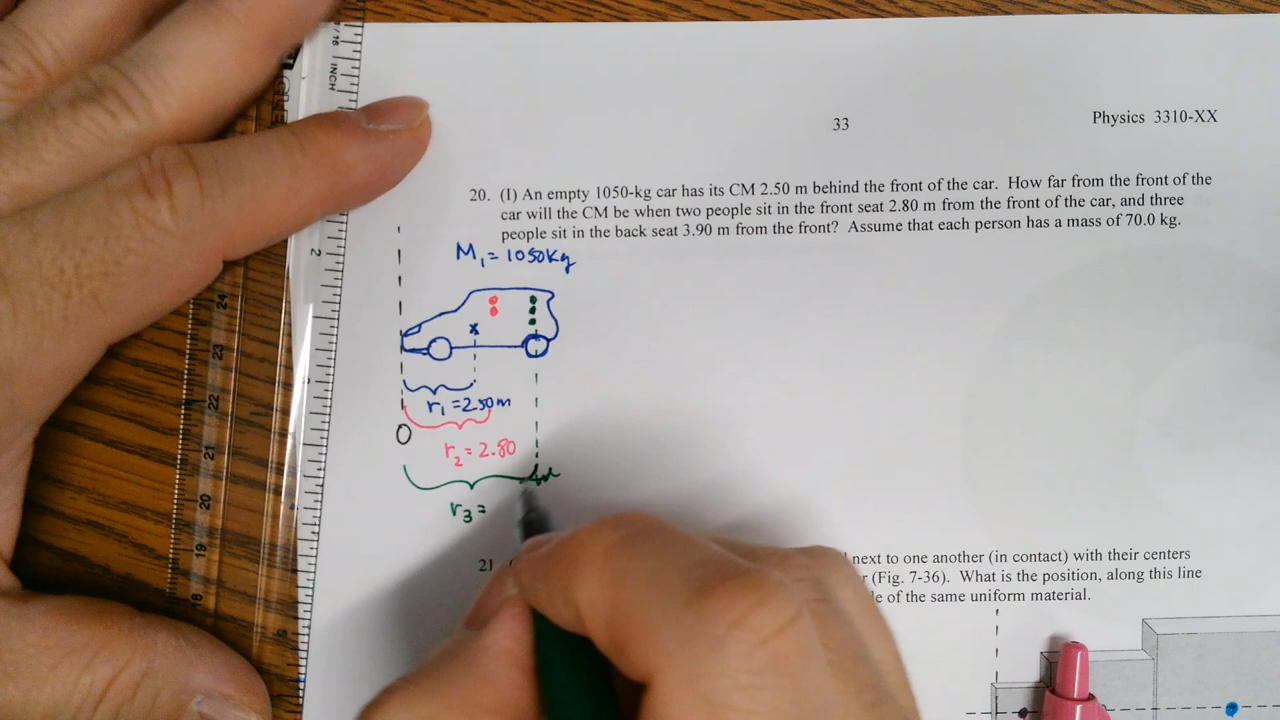 33
Physics 3310-XX
20. (I) An empty 1050-kg car has its CM 2.50 m behind the front of the car. How far from the front of the
car will the CM be when two people sit in the front seat 2.80 m from the front of the car, and three
people sit in the back seat 3.90 m from the front? Assume that each person has a mass of 70.0 kg.
M₁= 1050Kg
r₁ =2.50m
O
r₂ = 2.80
r₃ =
21
next to one another (in contact) with their centers
(Fig. 7-36). What is the position, along this line
of the same uniform material.
1/16 INCH
2
24
23
22
21
20
19
18